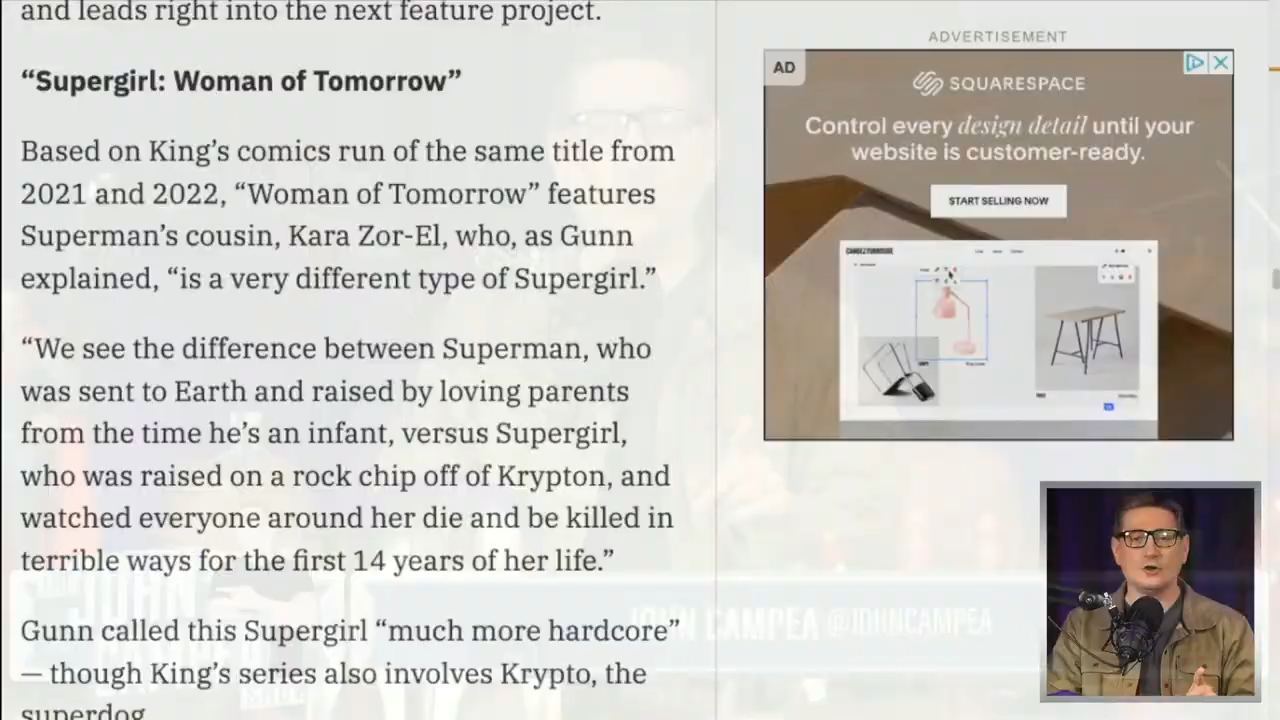 and leads right into the next feature project.
“Supergirl: Woman of Tomorrow”
Based on King’s comics run of the same title from
2021 and 2022, “Woman of Tomorrow” features
Superman’s cousin, Kara Zor-El, who, as Gunn
explained, “is a very different type of Supergirl.”
“We see the difference between Superman, who
was sent to Earth and raised by loving parents
from the time he’s an infant, versus Supergirl,
who was raised on a rock chip off of Krypton, and
watched everyone around her die and be killed in
terrible ways for the first 14 years of her life.”
Gunn called this Supergirl “much more hardcore”
— though King’s series also involves Krypto, the
superdog
ADVERTISEMENT
AD
SQUARESPACE
Control every design detail until your
website is customer-ready.
START SELLING NOW
JOHN
CAMPEA
JOHN CAMPEA @JOHNCAMPEA